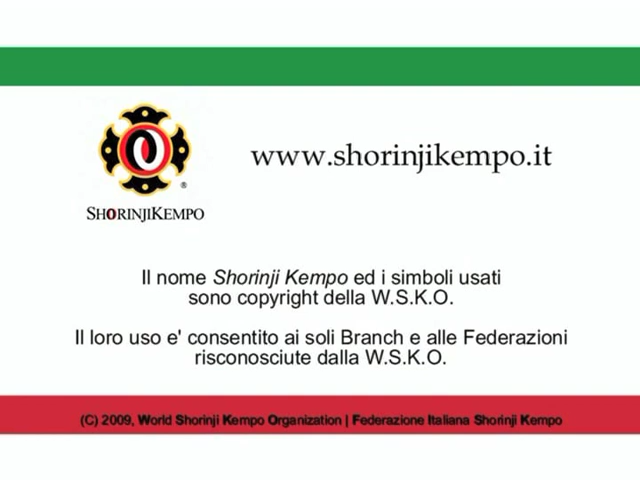 www.shorinjikempo.it
®
SHORINJIKEMPO
Il nome Shorinji Kempo ed i simboli usati
sono copyright della W.S.K.O.
Il loro uso e' consentito ai soli Branch e alle Federazioni
risconosciute dalla W.S.K.O.
(C) 2009, World Shorinji Kempo Organization | Federazione Italiana Shorinji Kempo